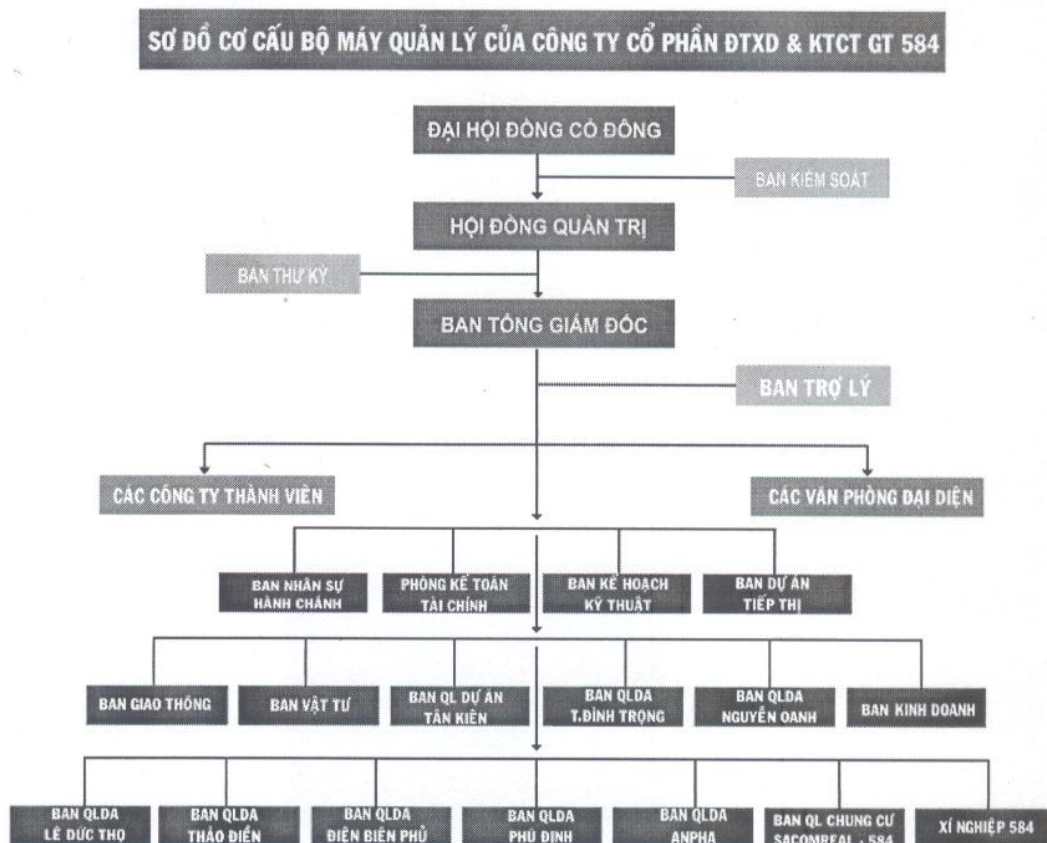 SƠ ĐỒ CƠ CẤU BỘ MÁY QUẢN LÝ CỦA CÔNG TY CỔ PHẦN ĐTXD & KTCT GT 584
ĐẠI HỘI ĐỒNG CỔ ĐÔNG
BAN KIỂM SOÁT
HỘI ĐỒNG QUẢN TRỊ
BAN THƯ KÝ
BAN TỔNG GIÁM ĐỐC
BAN TRỢ LÝ
CÁC CÔNG TY THÀNH VIÊN
CÁC VĂN PHÒNG ĐẠI DIỆN
BAN NHÂN SỰ
HÀNH CHÁNH
PHÒNG KẾ TOÁN
TÀI CHÍNH
BAN KẾ HOẠCH
KỸ THUẬT
BAN DỰ ÁN
TIẾP THỊ
BAN GIAO THÔNG
BAN VẬT TƯ
BAN QL DỰ ÁN
TÂN KIÊN
BAN QLDA
T.ĐÌNH TRỌNG
BAN QLDA
NGUYỄN OANH
BAN KINH DOANH
BAN QLDA
LÊ ĐỨC THỌ
BAN QLDA
THẢO ĐIỀN
BAN QLDA
ĐIỆN BIÊN PHỦ
BAN QLDA
PHÚ ĐỊNH
BAN QLDA
ANPHA
BAN QL CHUNG CƯ
SACOMREAL - 584
XÍ NGHIỆP 584